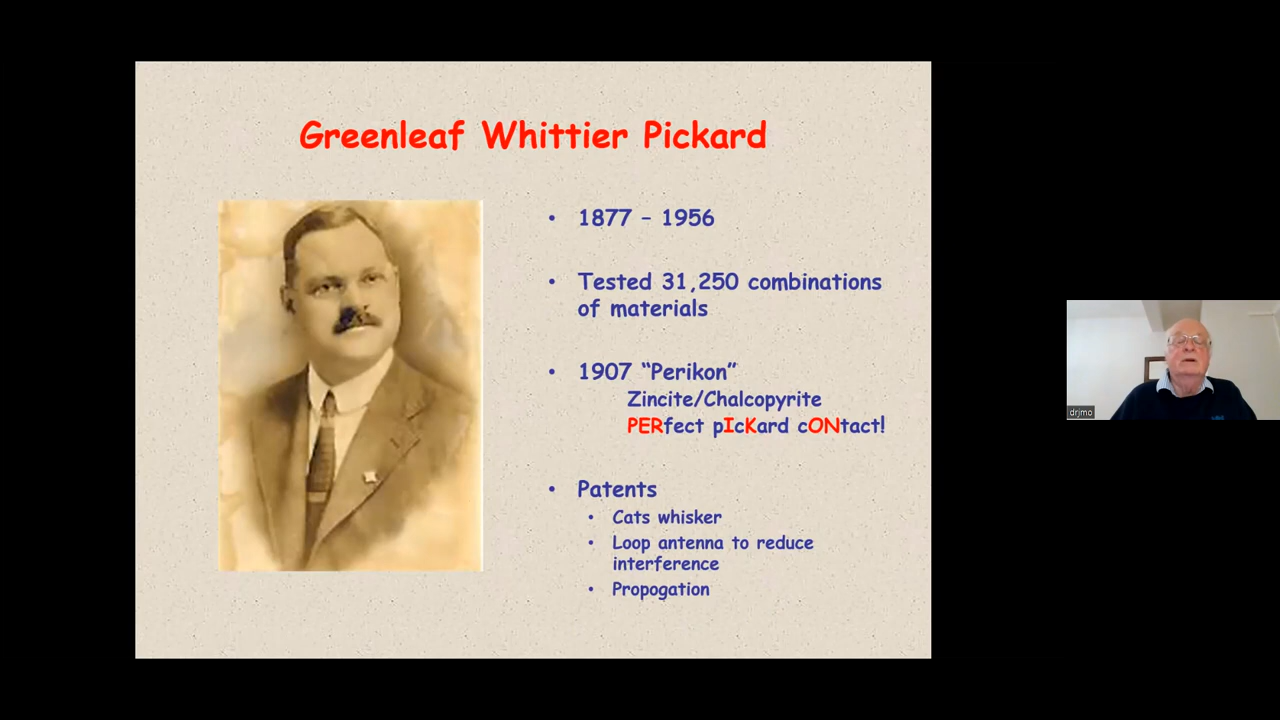 Greenleaf Whittier Pickard
• 1877 – 1956
• Tested 31,250 combinations
of materials
• 1907 “Perikon”
Zincite/Chalcopyrite
PERfect pIcKard cONtact!
• Patents
• Cats whisker
• Loop antenna to reduce
interference
• Propogation
drjmo